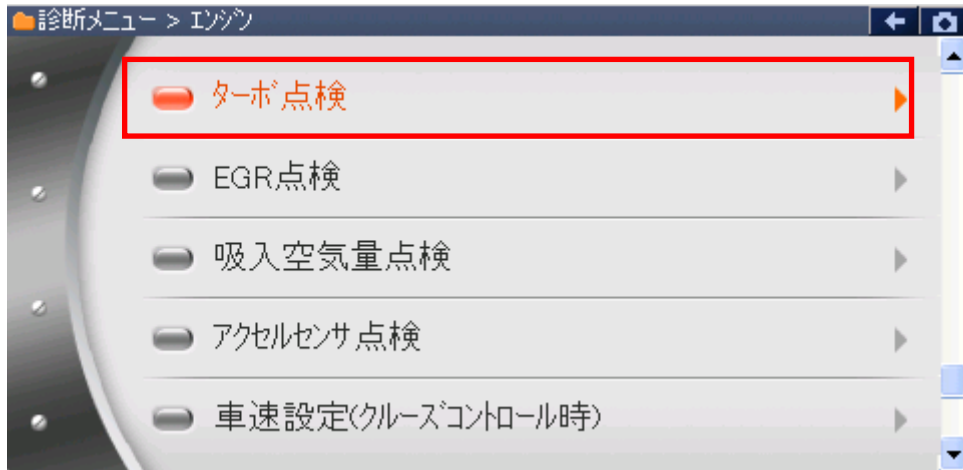 診断メニュー > エンジン
ターボ点検
EGR点検
吸入空気量点検
アクセルセンサ点検
車速設定(クルーズコントロール時)